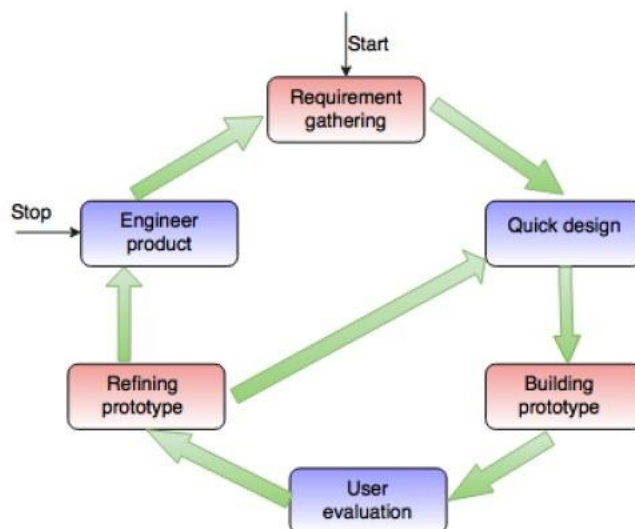 Start
Requirement
gathering
Stop
Engineer
product
Quick design
Refining
prototype
Building
prototype
User
evaluation